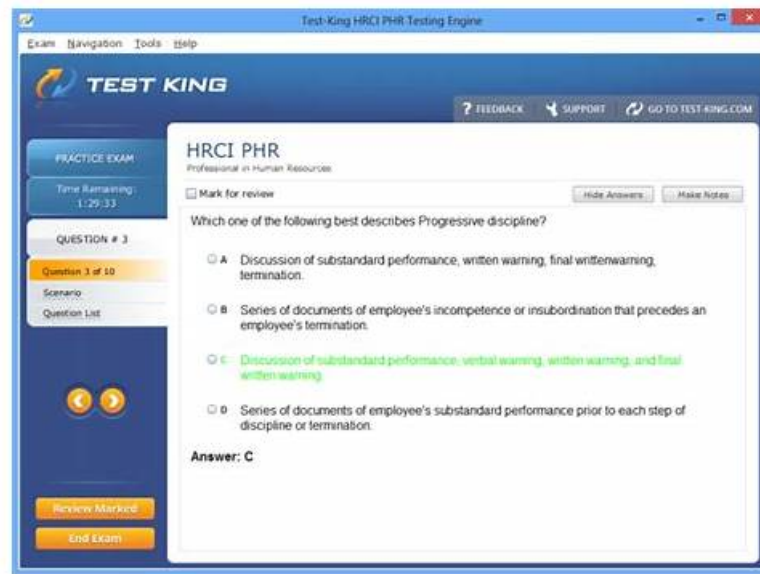 Test-King HRCI PHR Testing Engine
Exam Navigation Tools Help
TEST KING
? FEEDBACK SUPPORT GO TO TEST-KING.COM
PRACTICE EXAM
Time Remaining:
1:29:33
QUESTION # 3
Question 3 of 10
Scenario
Question List
Review Marked
End Exam
HRCI PHR
Professional in Human Resources
Mark for review
Hide Answers Make Notes
Which one of the following best describes Progressive discipline?
A Discussion of substandard performance, written warning, final writtenwarning,
termination.
B Series of documents of employee's incompetence or insubordination that precedes an
employee's termination.
C Discussion of substandard performance, verbal warning, written warning, and final
written warning.
D Series of documents of employee's substandard performance prior to each step of
discipline or termination.
Answer: C